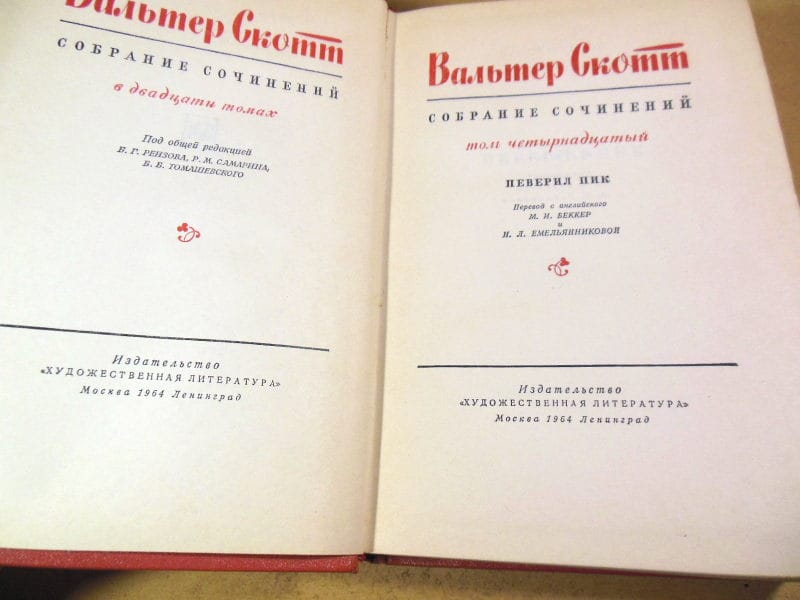 Вальтер Скотт
СОБРАНИЕ СОЧИНЕНИЙ
в двадцати томах
Под общей редакцией
Б. Г. РЕИЗОВА, Р. М. САМАРИНА,
Б. Б. ТОМАШЕВСКОГО
Издательство
«ХУДОЖЕСТВЕННАЯ ЛИТЕРАТУРА»
Москва 1964 Ленинград
Вальтер Скотт
СОБРАНИЕ СОЧИНЕНИЙ
том четырнадцатый
ПЕВЕРИЛ ПИК
Перевод с английского
М. И. БЕККЕР
и
Н. Л. ЕМЕЛЬЯННИКОВОЙ
Издательство
«ХУДОЖЕСТВЕННАЯ ЛИТЕРАТУРА»
Москва 1964 Ленинград